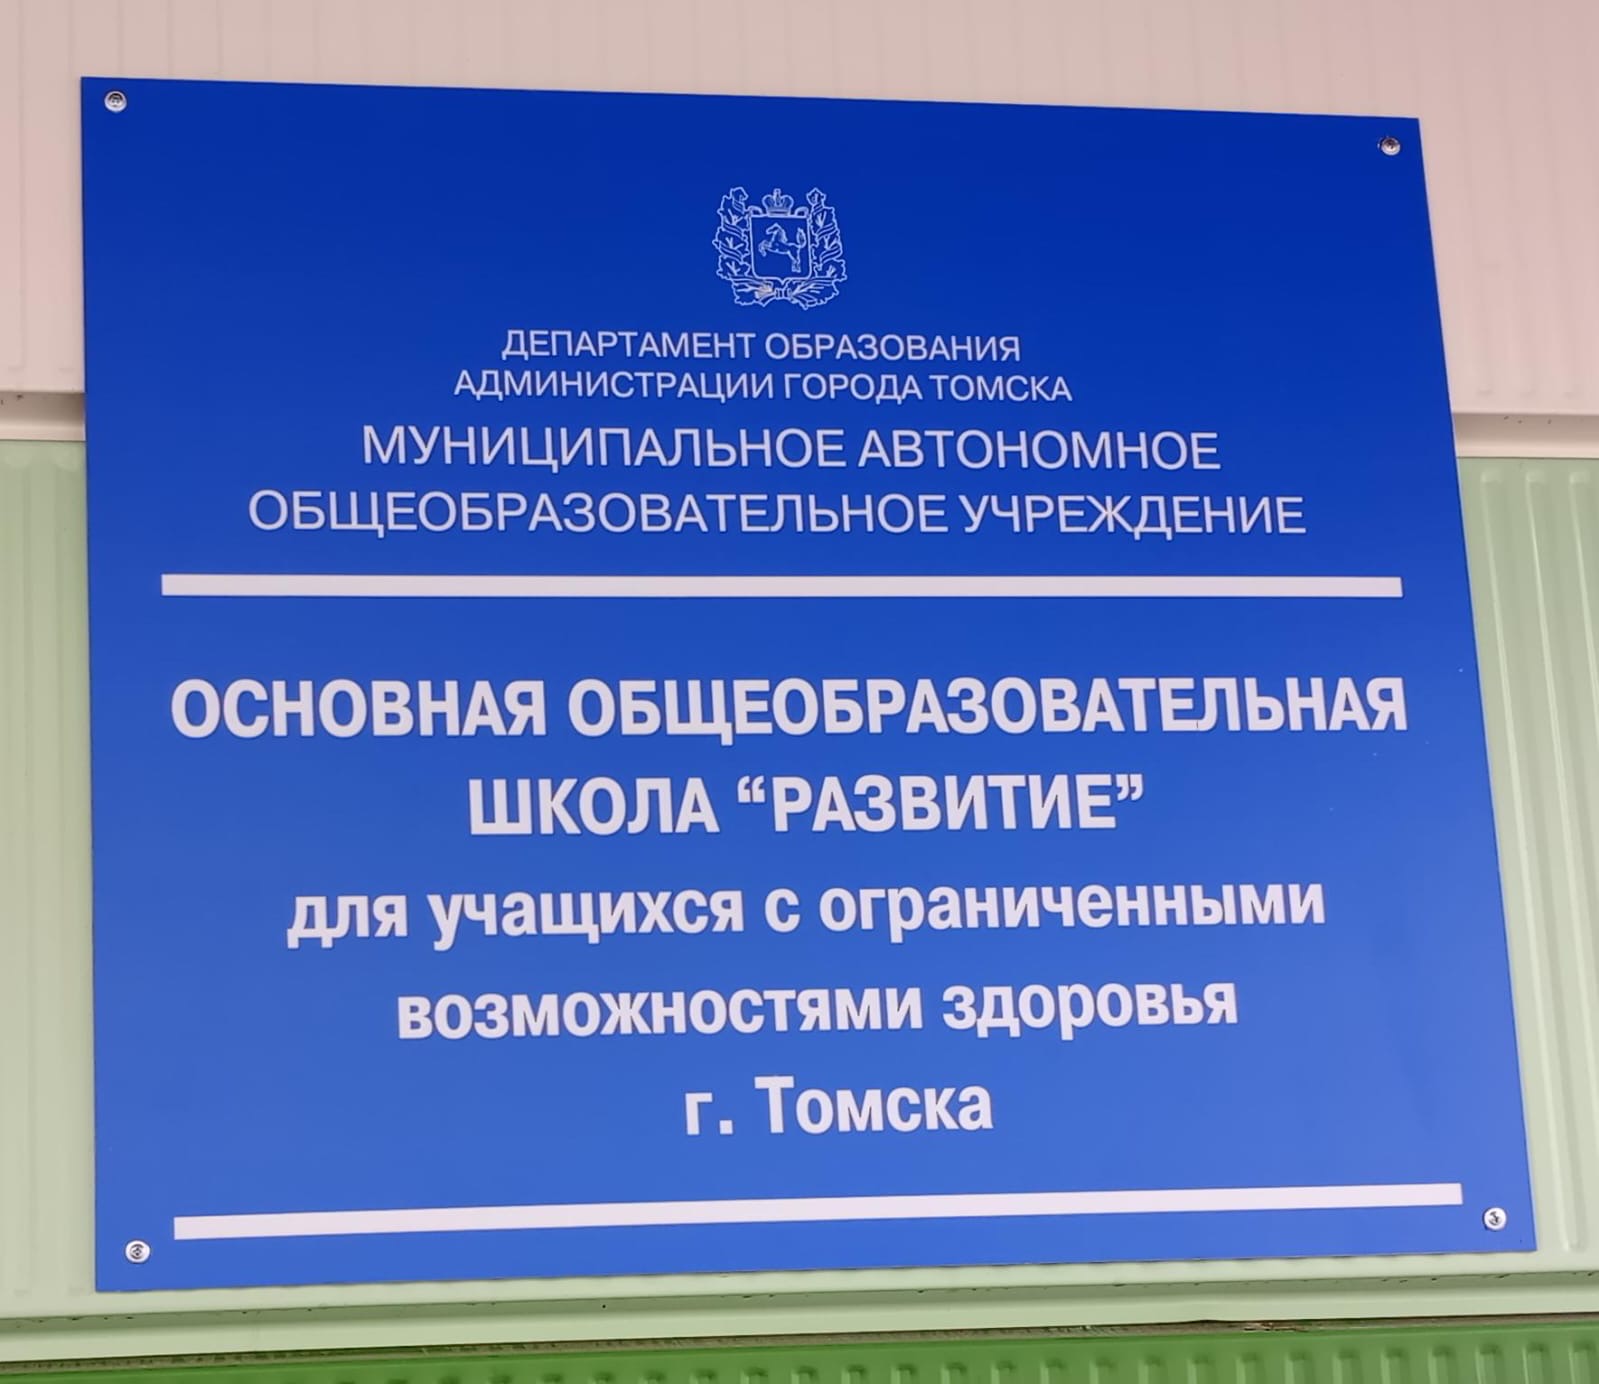 ДЕПАРТАМЕНТ ОБРАЗОВАНИЯ
АДМИНИСТРАЦИИ ГОРОДА ТОМСКА
МУНИЦИПАЛЬНОЕ АВТОНОМНОЕ
ОБЩЕОБРАЗОВАТЕЛЬНОЕ УЧРЕЖДЕНИЕ
ОСНОВНАЯ ОБЩЕОБРАЗОВАТЕЛЬНАЯ
ШКОЛА “РАЗВИТИЕ”
для учащихся с ограниченными
возможностями здоровья
г. Томска